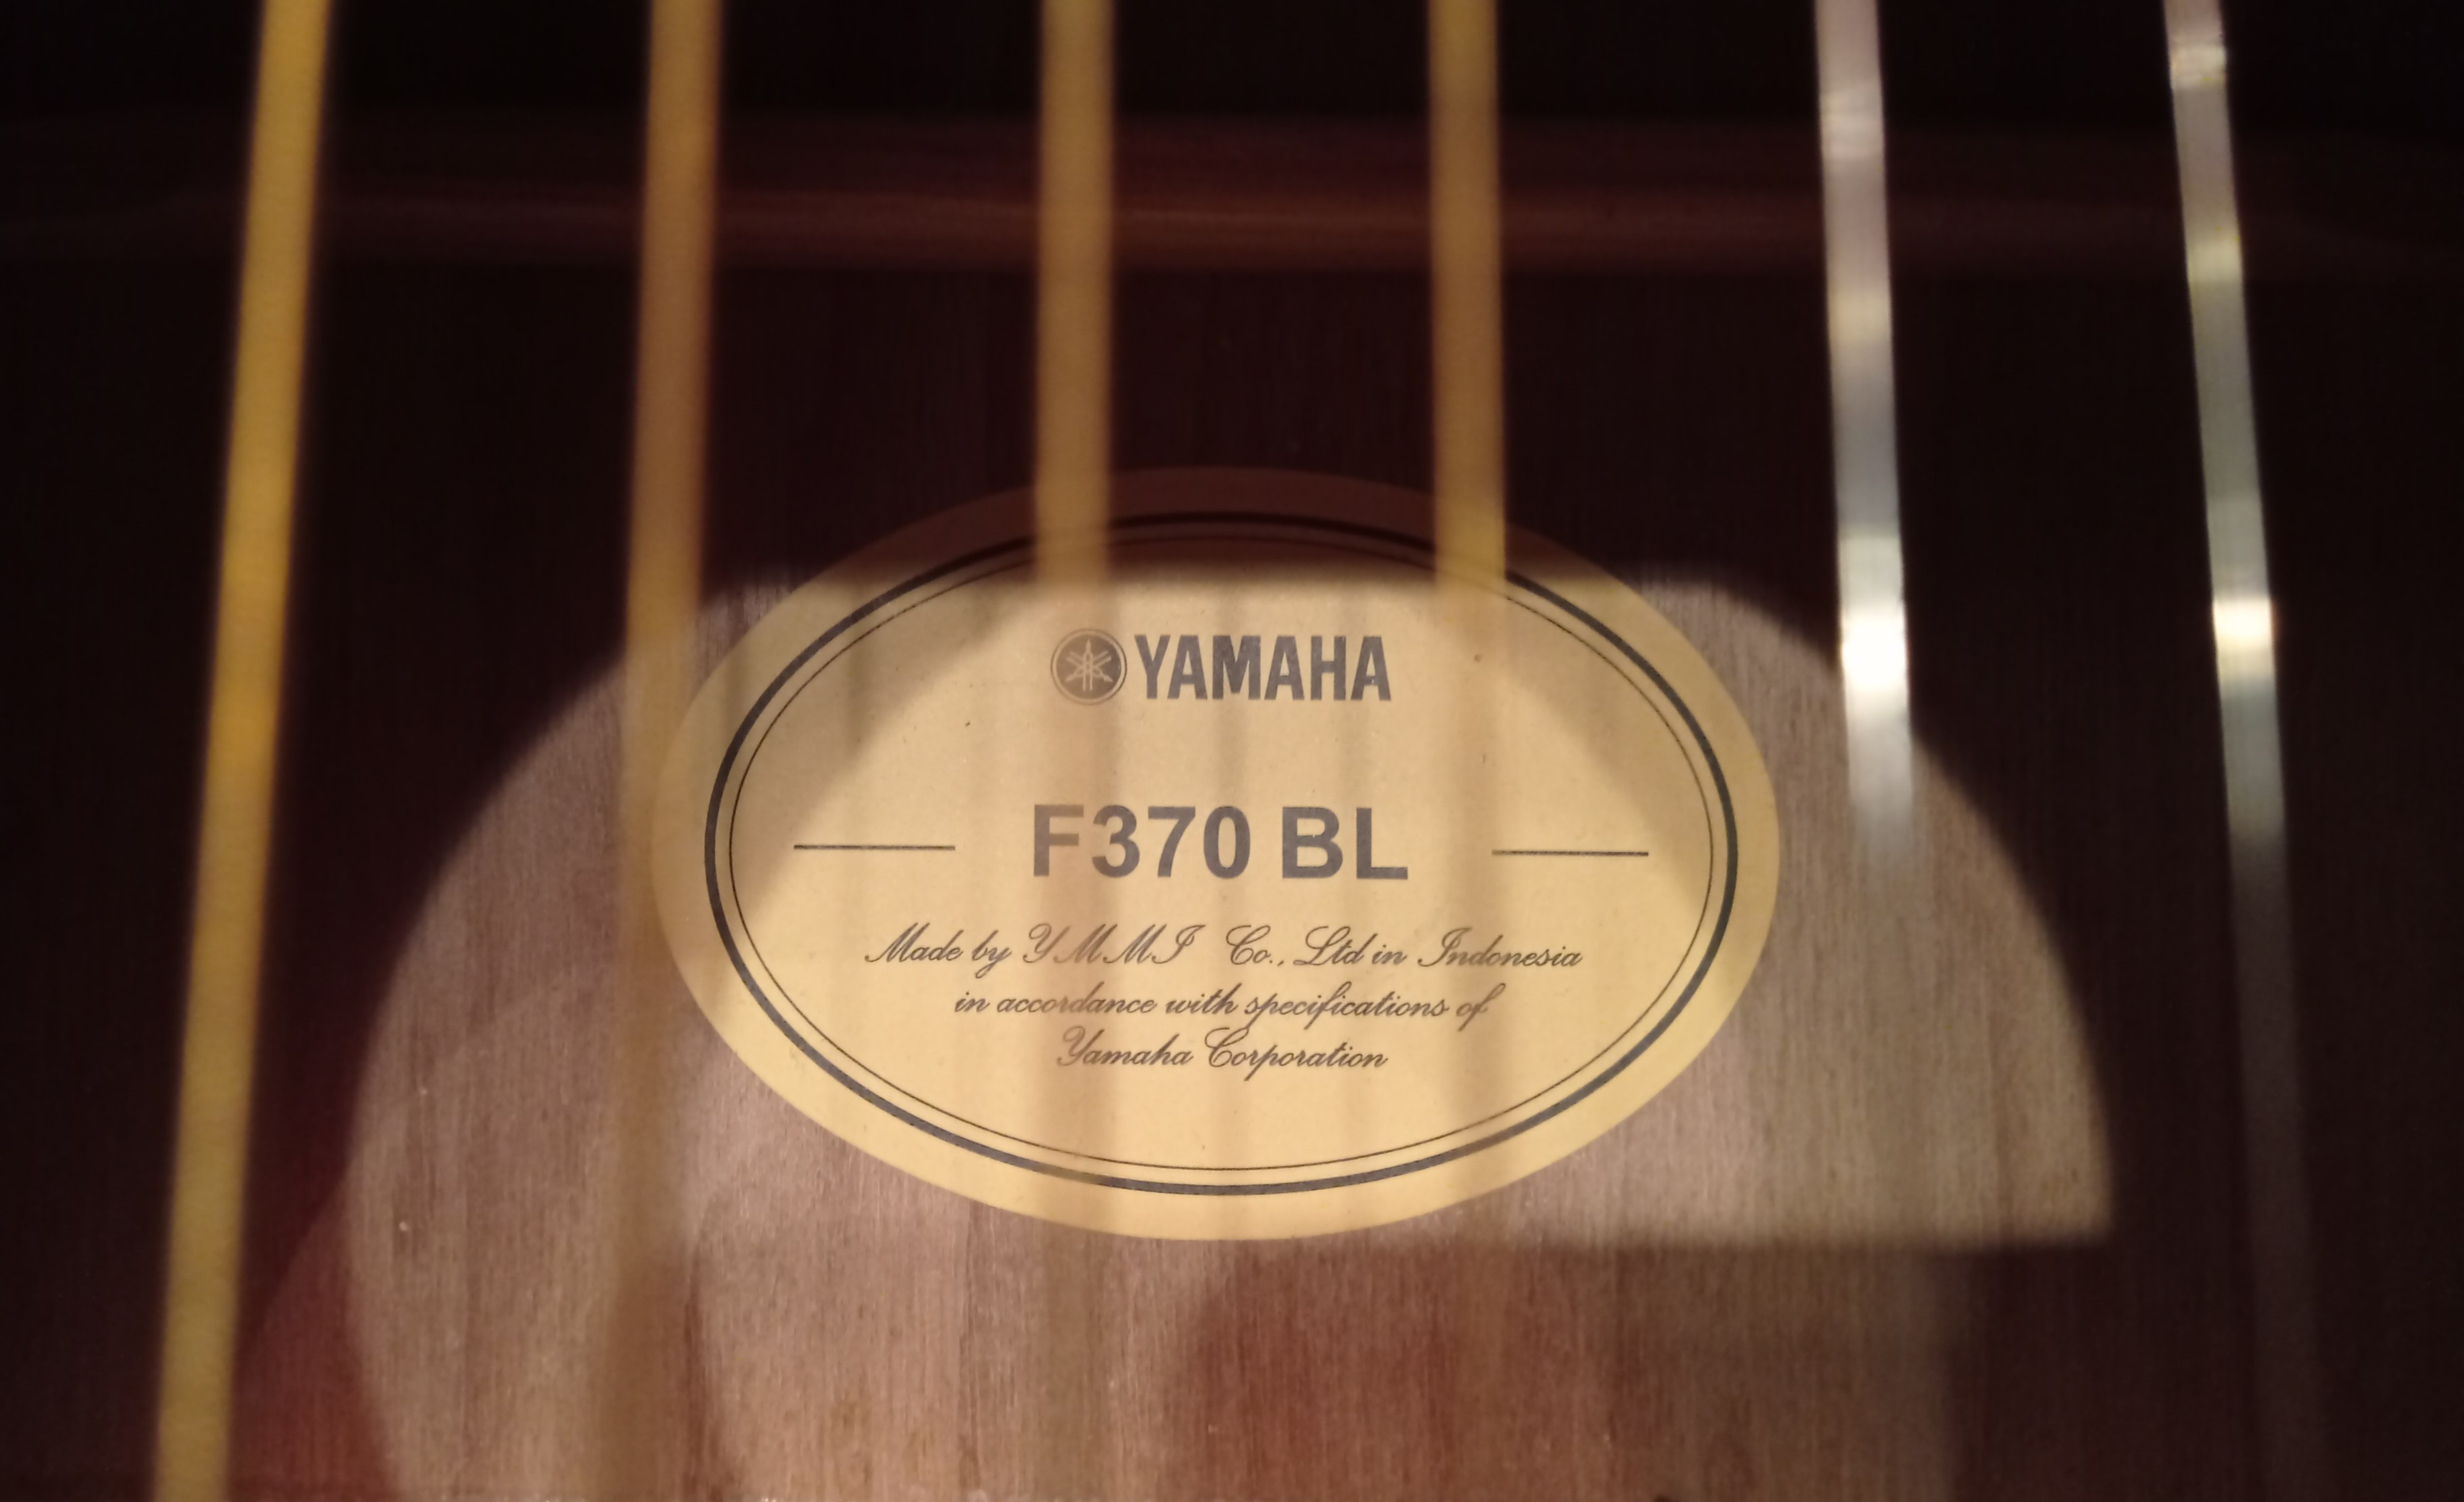 YAMAHA
F370 BL
Made by YMMI Co., Ltd in Indonesia
in accordance with specifications of
Yamaha Corporation